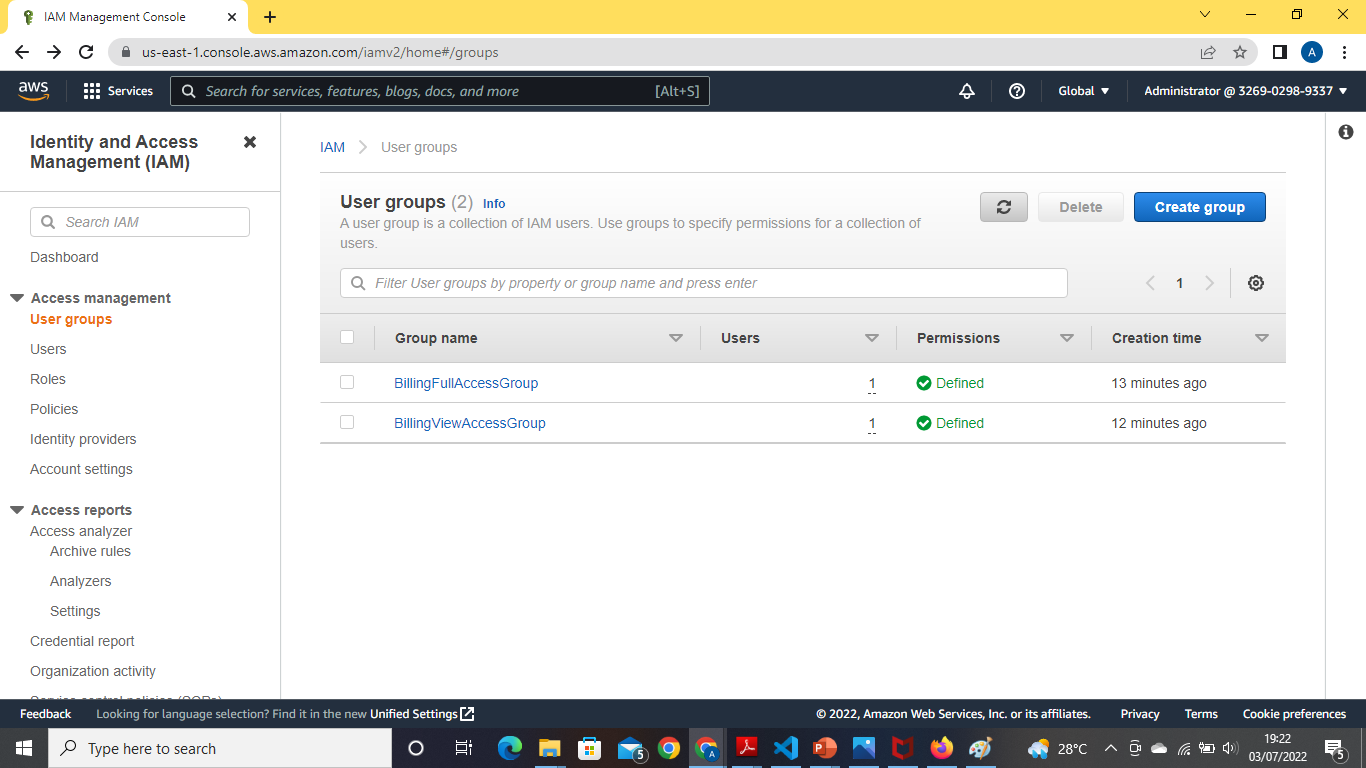 IAM Management Console
us-east-1.console.aws.amazon.com/iamv2/home#/groups
A
aws
Services
Search for services, features, blogs, docs, and more
[Alt+S]
Global
Administrator @ 3269-0298-9337
Identity and Access
Management (IAM)
Search IAM
Dashboard
Access management
User groups
Users
Roles
Policies
Identity providers
Account settings
Access reports
Access analyzer
Archive rules
Analyzers
Settings
Credential report
Organization activity
Service control policies (SCPs)
IAM
User groups
User groups (2) Info
A user group is a collection of IAM users. Use groups to specify permissions for a collection of
users.
Delete
Create group
Filter User groups by property or group name and press enter
1
Group name Users Permissions Creation time
BillingFullAccessGroup 1 Defined 13 minutes ago
BillingViewAccessGroup 1 Defined 12 minutes ago
Feedback
Looking for language selection? Find it in the new Unified Settings
© 2022, Amazon Web Services, Inc. or its affiliates.
Privacy
Terms
Cookie preferences
Type here to search
5
A
28°C
19:22
03/07/2022
5